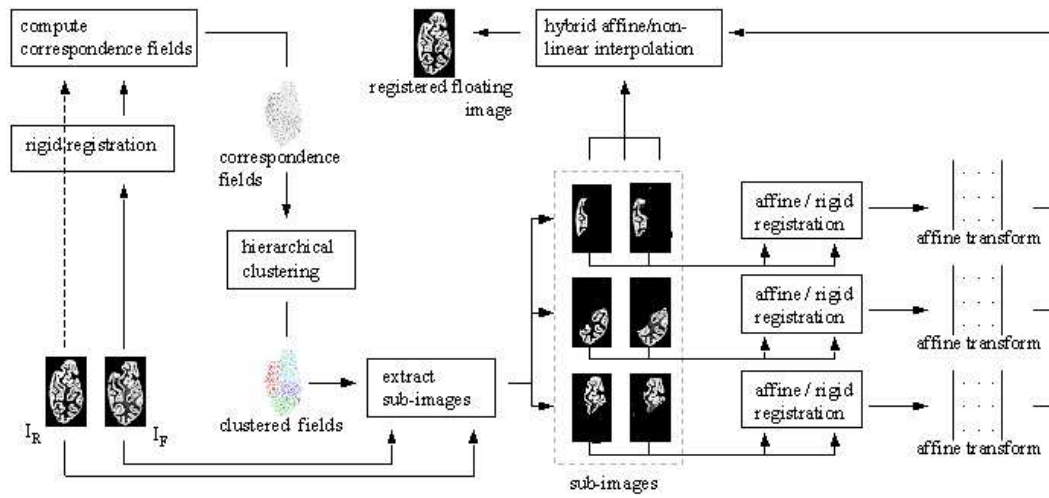 compute
correspondence fields
rigid registration
I_R
I_F
correspondence
fields
hierarchical
clustering
clustered fields
extract
sub-images
registered floating
image
hybrid affine/non-
linear interpolation
affine / rigid
registration
affine transform
affine / rigid
registration
affine transform
affine / rigid
registration
affine transform
sub-images